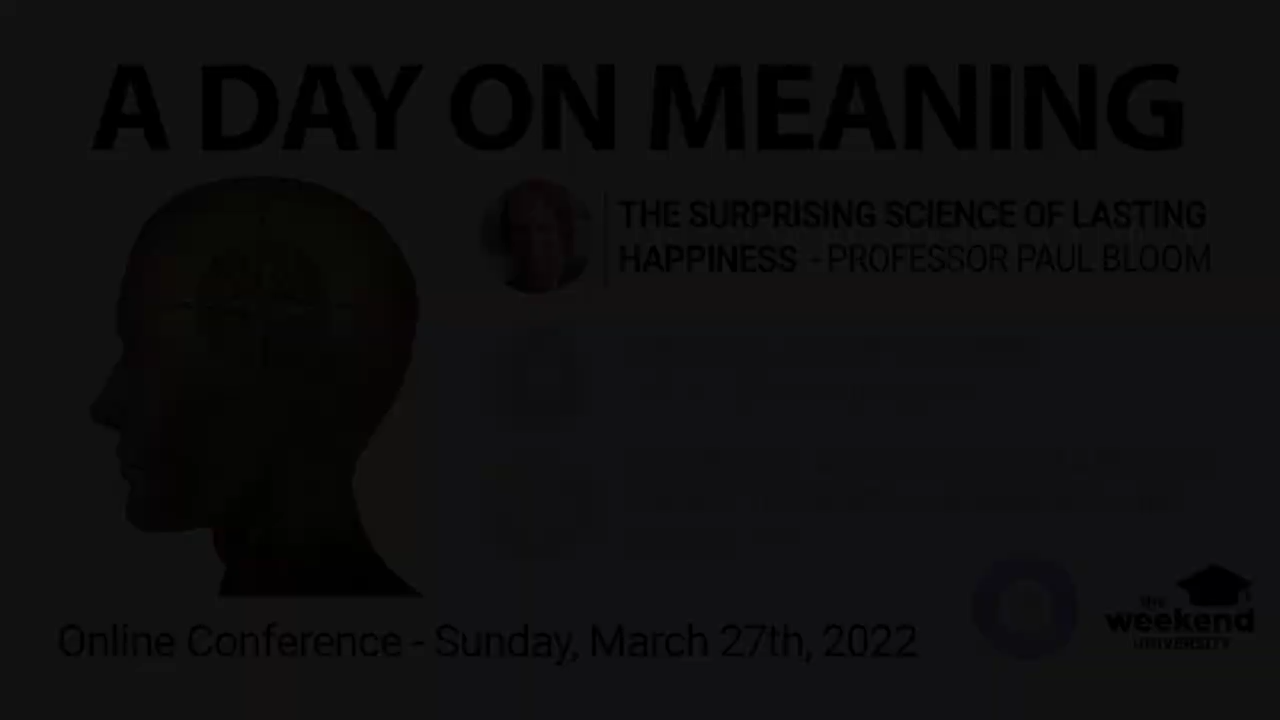 A DAY ON MEANING
THE SURPRISING SCIENCE OF LASTING
HAPPINESS - PROFESSOR PAUL BLOOM
Online Conference - Sunday, March 27th, 2022
the
weekend
UNIVERSITY